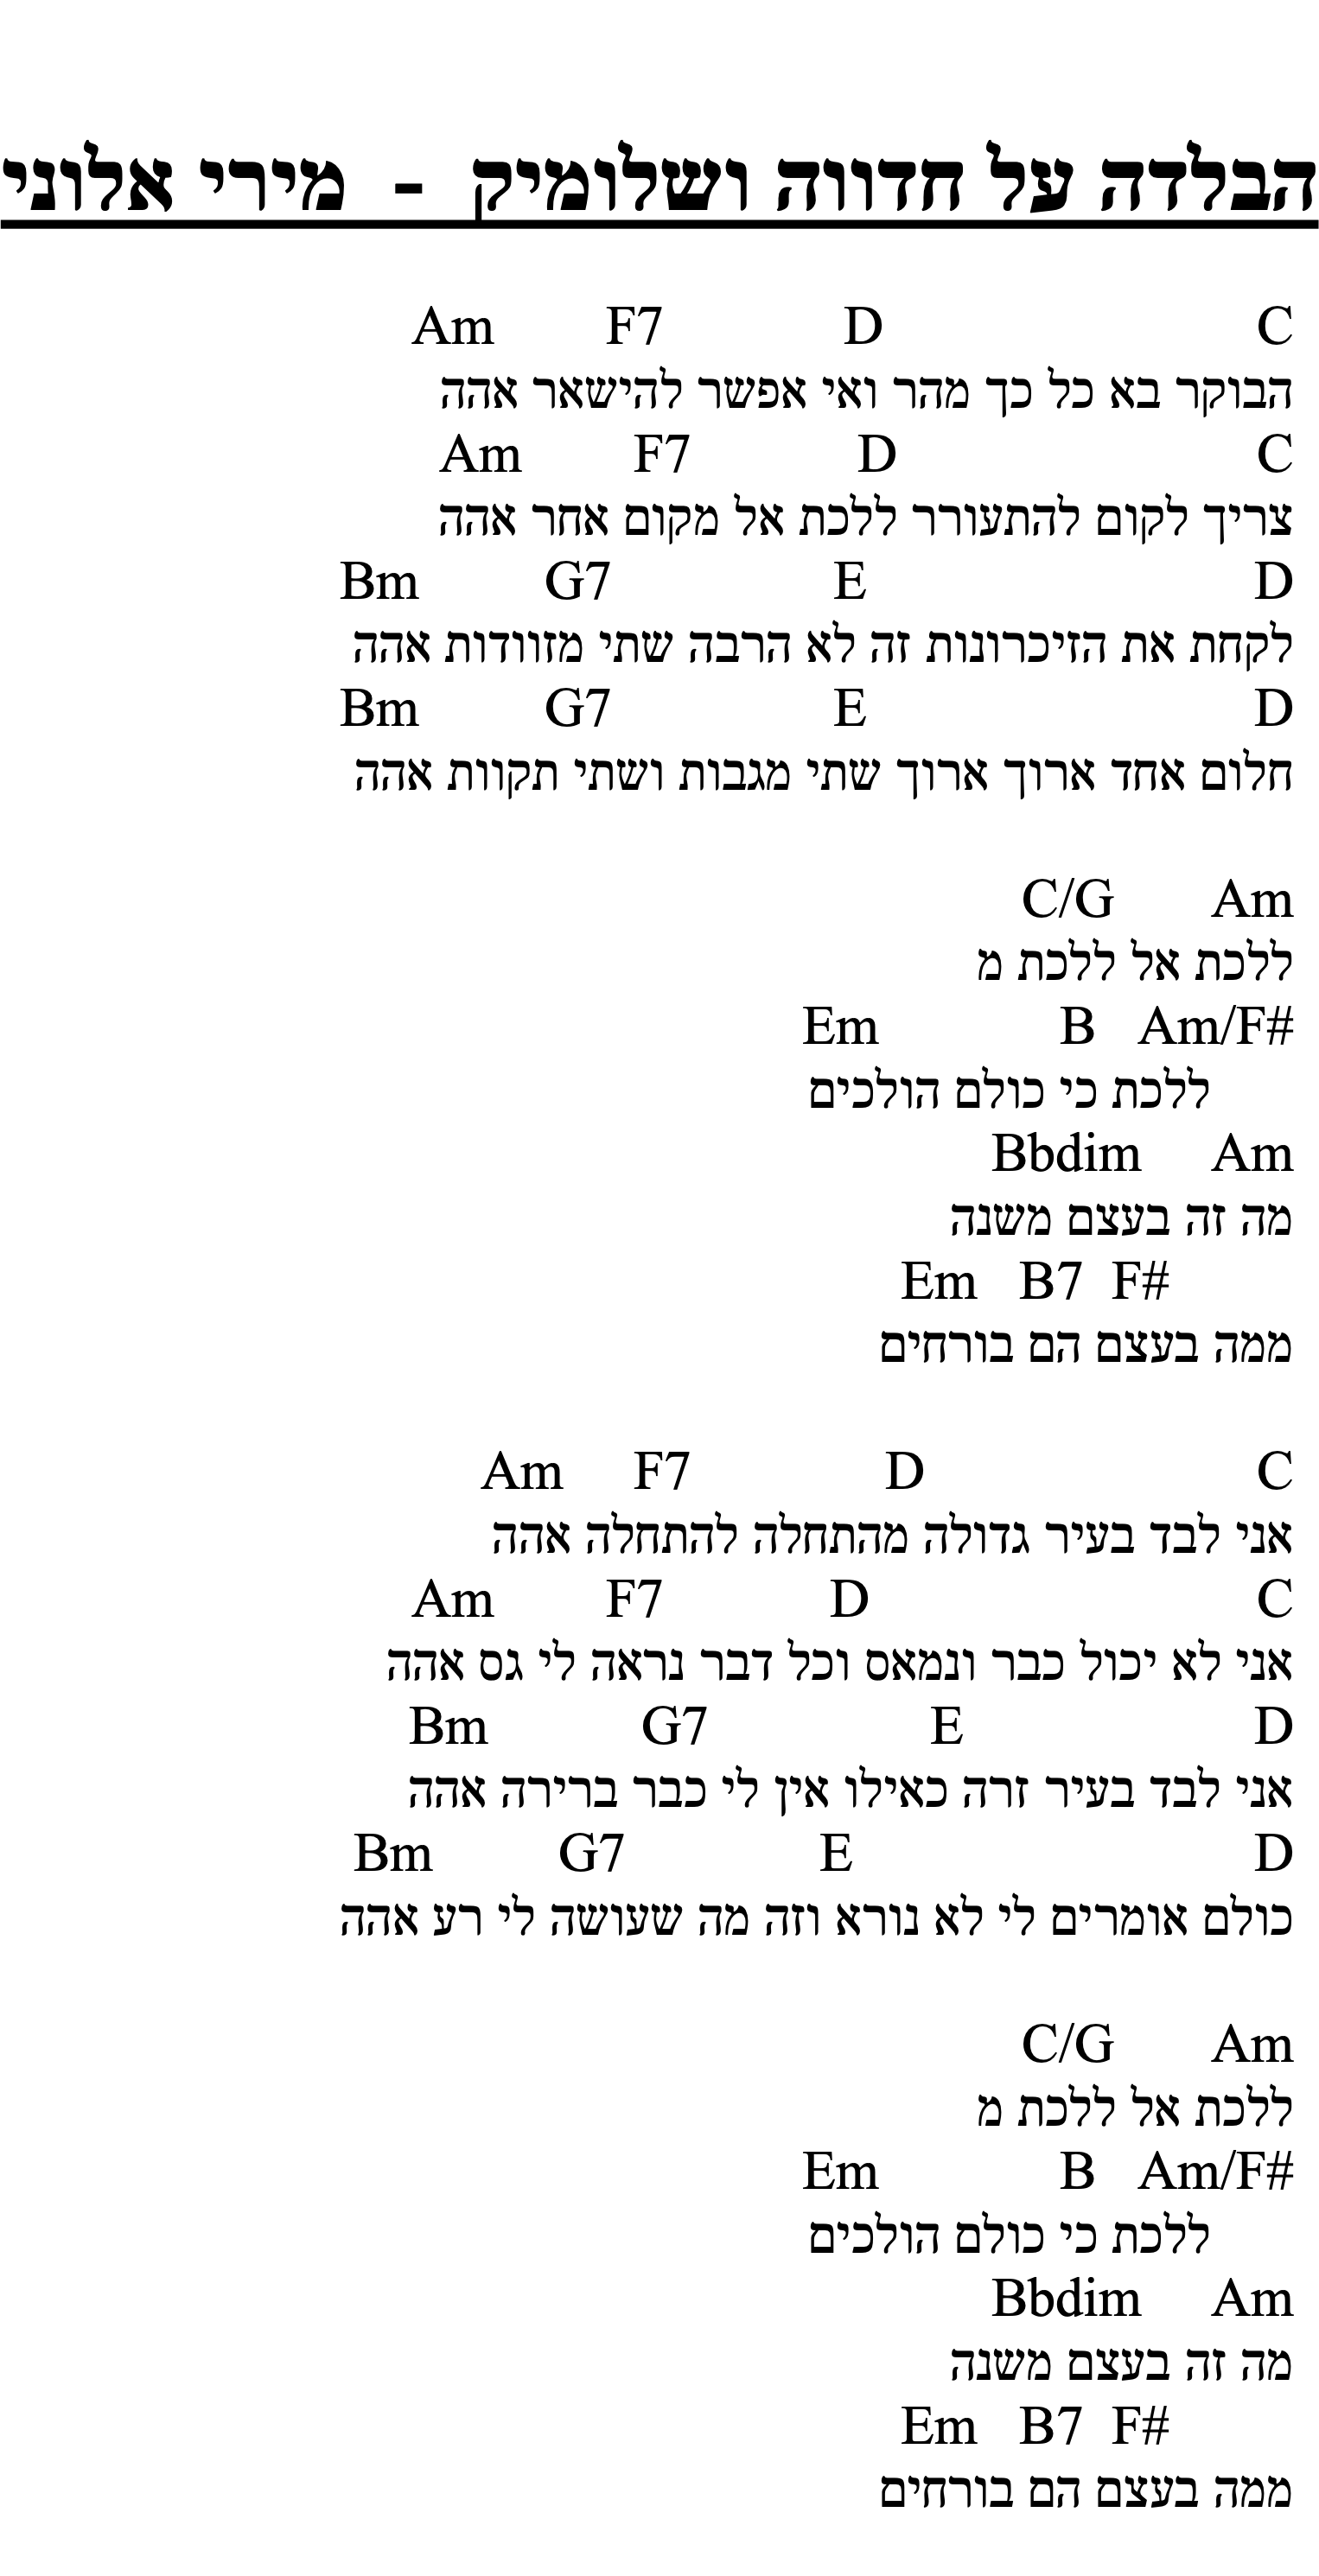 הבלדה על חדווה ושלומיק - מירי אלוני
C D F7 Am
הבוקר בא כל כך מהר ואי אפשר להישאר אהה
C D F7 Am
צריך לקום להתעורר ללכת אל מקום אחר אהה
D E G7 Bm
לקחת את הזיכרונות זה לא הרבה שתי מזוודות אהה
D E G7 Bm
חלום אחד ארוך ארוך שתי מגבות ושתי תקוות אהה
Am C/G
ללכת אל ללכת מ
Am/F# B Em
ללכת כי כולם הולכים
Am Bbdim
מה זה בעצם משנה
F# B7 Em
ממה בעצם הם בורחים
C D F7 Am
אני לבד בעיר גדולה מהתחלה להתחלה אהה
C D F7 Am
אני לא יכול כבר ונמאס וכל דבר נראה לי גס אהה
D E G7 Bm
אני לבד בעיר זרה כאילו אין לי כבר ברירה אהה
D E G7 Bm
כולם אומרים לי לא נורא וזה מה שעושה לי רע אהה
Am C/G
ללכת אל ללכת מ
Am/F# B Em
ללכת כי כולם הולכים
Am Bbdim
מה זה בעצם משנה
F# B7 Em
ממה בעצם הם בורחים